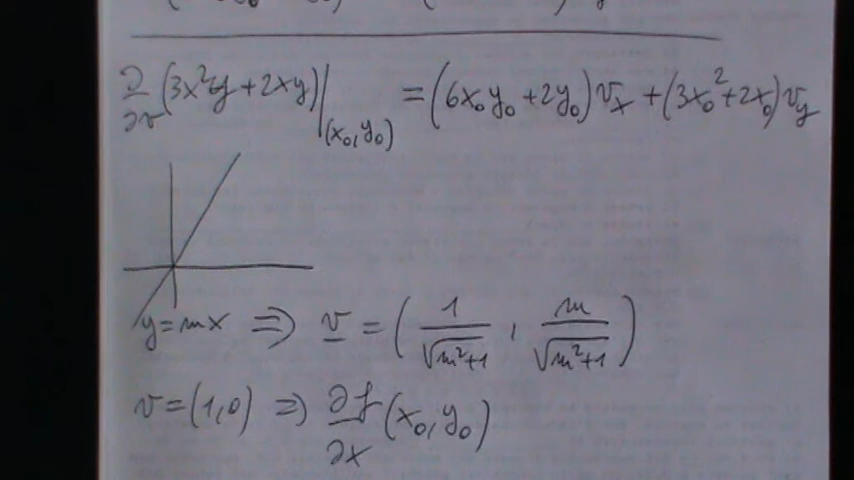 ∂/∂v (3x²y + 2xy)|(x₀, y₀) = (6x₀y₀ + 2y₀) vₓ + (3x₀² + 2x₀) v_y
y = mx ⇒ v = ( 1/√(m²+1) , m/√(m²+1) )
v = (1,0) ⇒ ∂f/∂x (x₀, y₀)